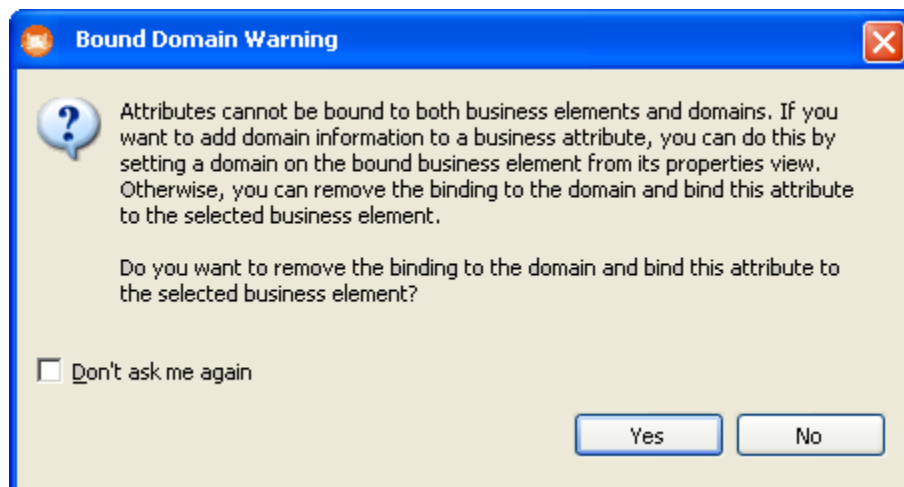 Bound Domain Warning
Attributes cannot be bound to both business elements and domains. If you
want to add domain information to a business attribute, you can do this by
setting a domain on the bound business element from its properties view.
Otherwise, you can remove the binding to the domain and bind this attribute
to the selected business element.
Do you want to remove the binding to the domain and bind this attribute to
the selected business element?
Don't ask me again
Yes
No